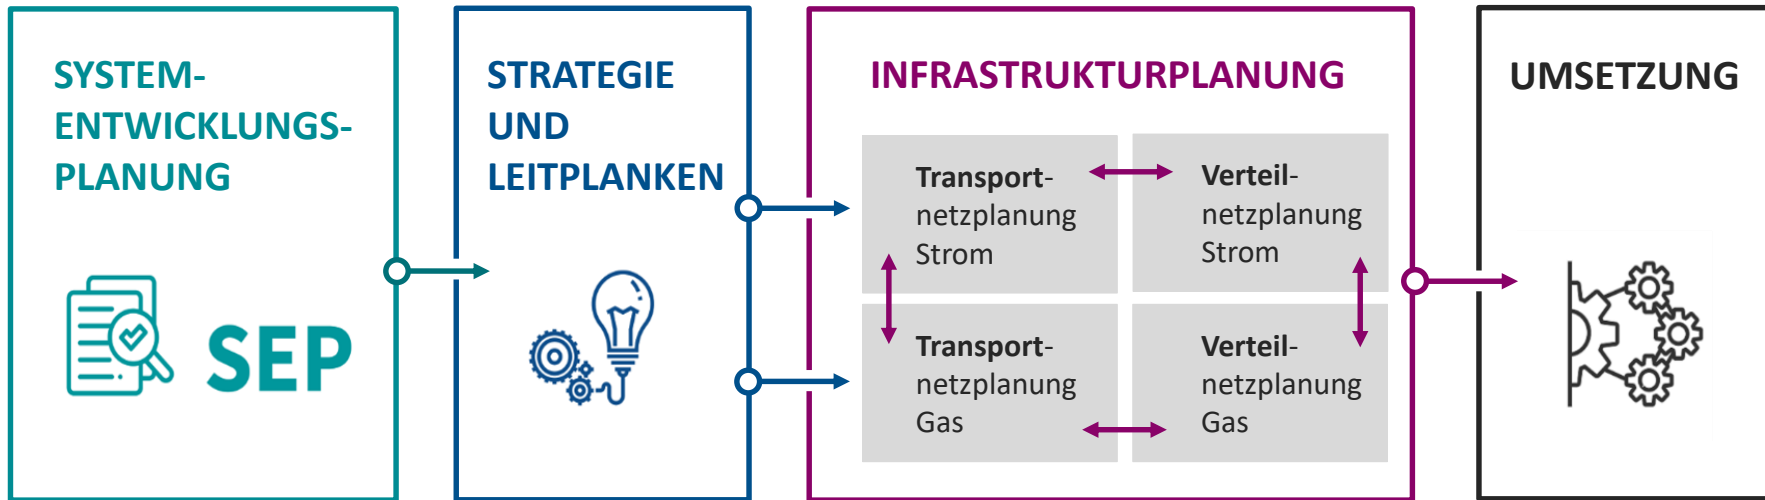 SYSTEM-
ENTWICKLUNGS-
PLANUNG
SEP
STRATEGIE
UND
LEITPLANKEN
INFRASTRUKTURPLANUNG
Transport-
netzplanung
Strom
Verteil-
netzplanung
Strom
Transport-
netzplanung
Gas
Verteil-
netzplanung
Gas
UMSETZUNG